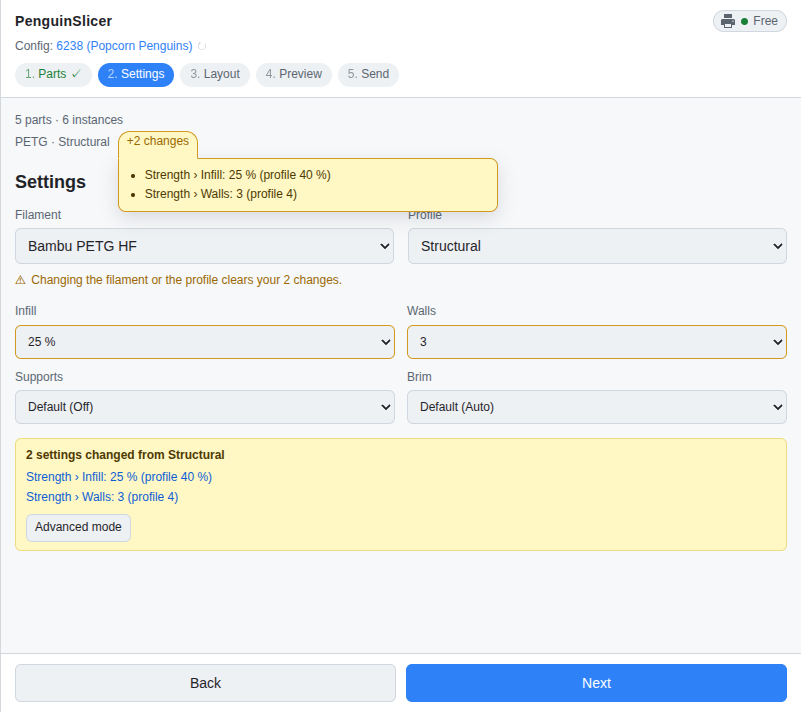 PenguinSlicer
Free
Config: 6238 (Popcorn Penguins)
1. Parts ✓
2. Settings
3. Layout
4. Preview
5. Send
5 parts · 6 instances
PETG · Structural
+2 changes
• Strength › Infill: 25 % (profile 40 %)
• Strength › Walls: 3 (profile 4)
Settings
Filament
Profile
Bambu PETG HF
Structural
⚠ Changing the filament or the profile clears your 2 changes.
Infill
Walls
25 %
3
Supports
Brim
Default (Off)
Default (Auto)
2 settings changed from Structural
Strength › Infill: 25 % (profile 40 %)
Strength › Walls: 3 (profile 4)
Advanced mode
Back
Next